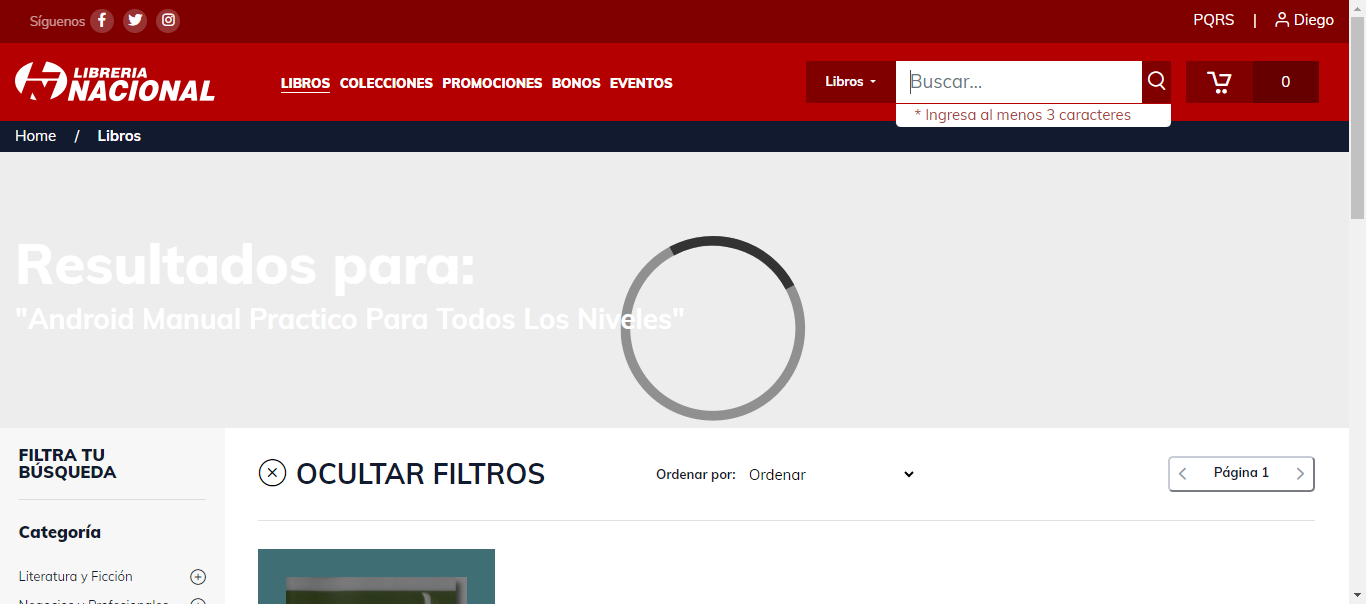 Síguenos
PQRS | Diego
LIBRERIA
NACIONAL
LIBROS COLECCIONES PROMOCIONES BONOS EVENTOS
Libros
Buscar...
0
* Ingresa al menos 3 caracteres
Home / Libros
Resultados para:
"Android Manual Practico Para Todos Los Niveles"
FILTRA TU
BÚSQUEDA
OCULTAR FILTROS
Ordenar por: Ordenar
Página 1
Categoría
Literatura y Ficción
Negocios y Profesionales